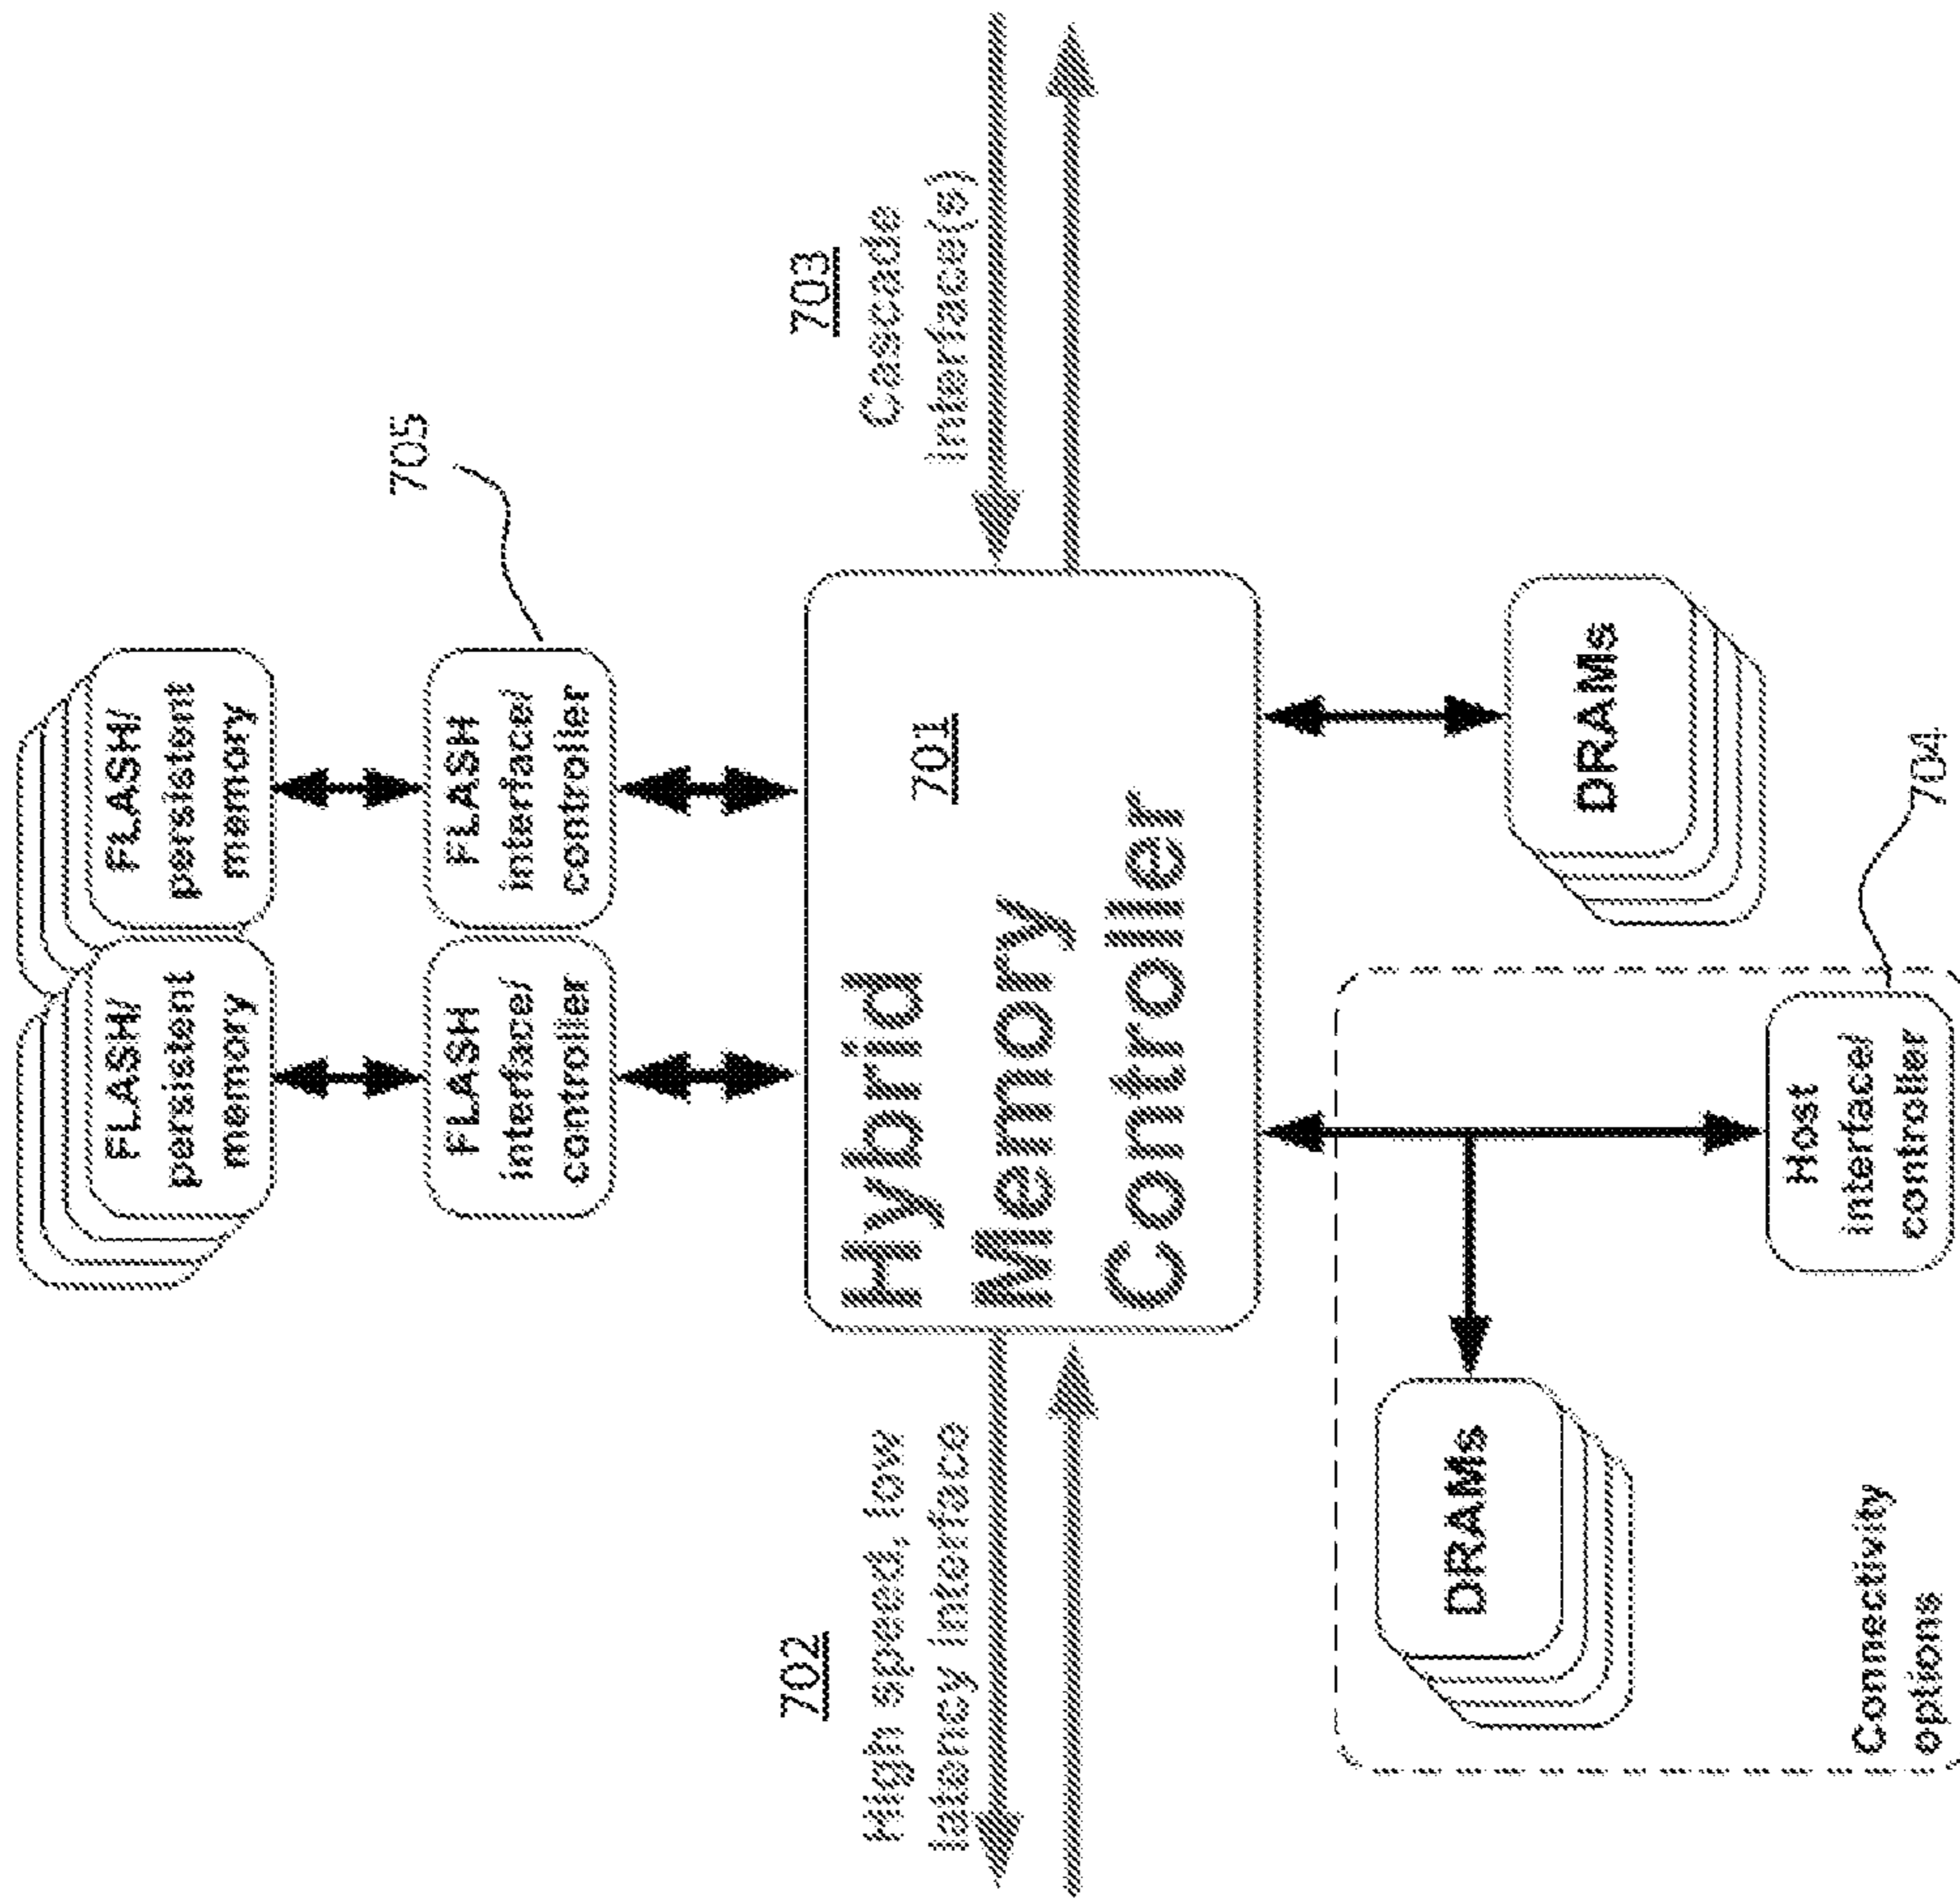 FLASH/
persistent
memory
FLASH/
persistent
memory
FLASH
interface/
controller
FLASH
interface/
controller
705
702
High speed, low
latency interface
703
Cascade
interface(s)
Hybrid
Memory
Controller
701
DRAMs
DRAMs
Host
interface/
controller
704
Connectivity
options